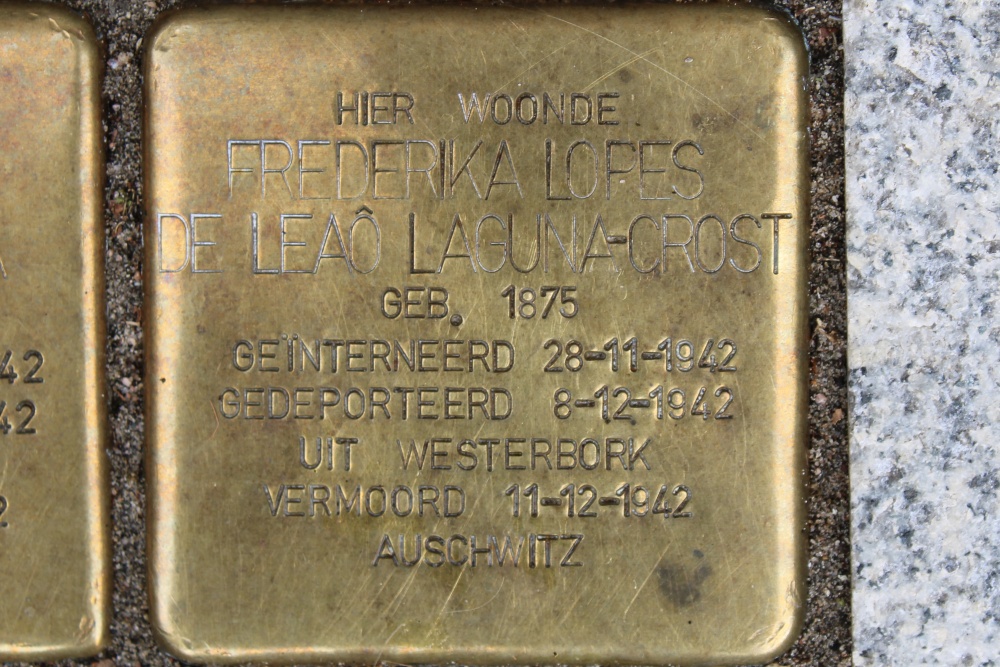 HIER WOONDE
FREDERIKA LOPES
DE LEAÔ LAGUNA-CROST
GEB. 1875
GEÏNTERNEERD 28-11-1942
GEDEPORTEERD 8-12-1942
UIT WESTERBORK
VERMOORD 11-12-1942
AUSCHWITZ